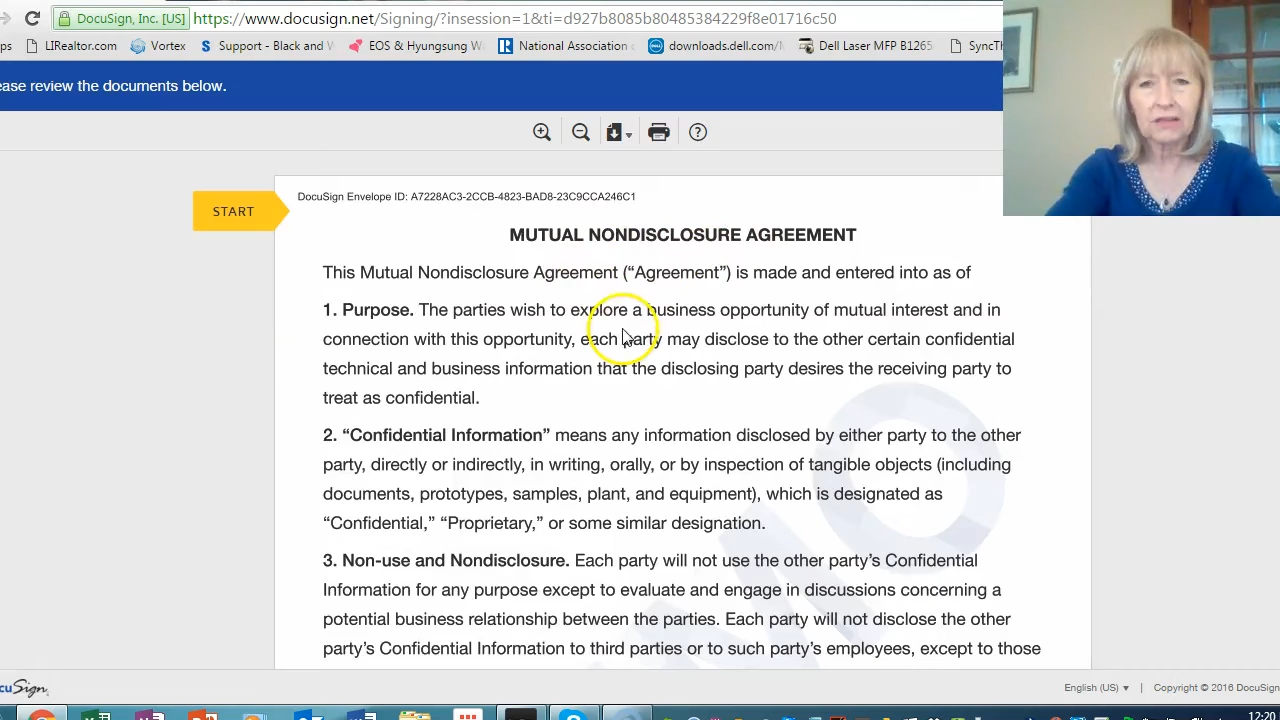 DocuSign, Inc. [US] https://www.docusign.net/Signing/?insession=1&ti=d927b8085b80485384229f8e01716c50
LIRealtor.com Vortex Support - Blactand EOS & Hyungsung W National Association downloads.dell.com/ Dell Laser MFP B1265 SyncTh
ease review the documents below.
START
DocuSign Envelope ID: A7228AC3-2CCB-4823-BAD8-23C9CCA246C1
MUTUAL NONDISCLOSURE AGREEMENT
This Mutual Nondisclosure Agreement (“Agreement”) is made and entered into as of
1. Purpose. The parties wish to explore a business opportunity of mutual interest and in
connection with this opportunity, each party may disclose to the other certain confidential
technical and business information that the disclosing party desires the receiving party to
treat as confidential.
2. “Confidential Information” means any information disclosed by either party to the other
party, directly or indirectly, in writing, orally, or by inspection of tangible objects (including
documents, prototypes, samples, plant, and equipment), which is designated as
“Confidential,” “Proprietary,” or some similar designation.
3. Non-use and Nondisclosure. Each party will not use the other party’s Confidential
Information for any purpose except to evaluate and engage in discussions concerning a
potential business relationship between the parties. Each party will not disclose the other
party’s Confidential Information to third parties or to such party’s employees, except to those
cuSign
English (US) | Copyright © 2016 DocuSign
12:20